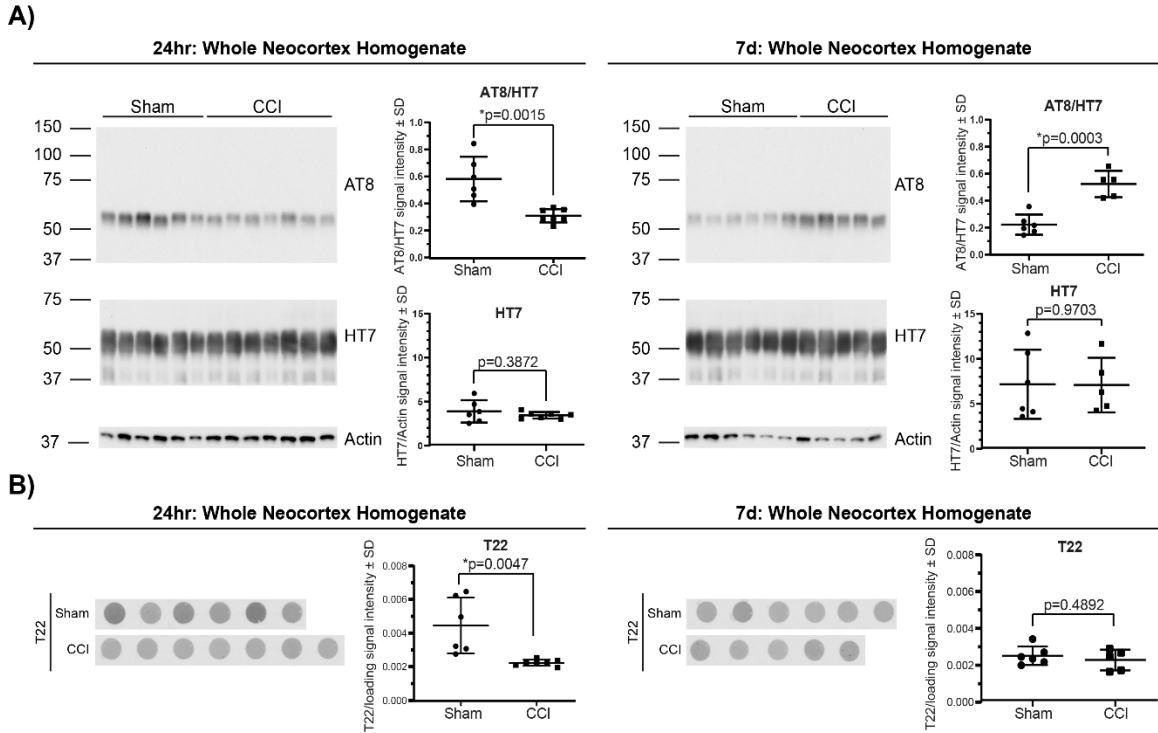 A)
24hr: Whole Neocortex Homogenate
Sham CCI
150
100
75
50
37
AT8
75
50
37
HT7
37
Actin
AT8/HT7
*p=0.0015
AT8/HT7 signal intensity ± SD
1.0
0.8
0.6
0.4
0.2
0.0
Sham CCI
HT7
p=0.3872
HT7/Actin signal intensity ± SD
15
10
5
0
Sham CCI
7d: Whole Neocortex Homogenate
Sham CCI
150
100
75
50
37
AT8
75
50
37
HT7
37
Actin
AT8/HT7
*p=0.0003
AT8/HT7 signal intensity ± SD
1.0
0.8
0.6
0.4
0.2
0.0
Sham CCI
HT7
p=0.9703
HT7/Actin signal intensity ± SD
15
10
5
0
Sham CCI
B)
24hr: Whole Neocortex Homogenate
T22
Sham
CCI
T22
*p=0.0047
T22/loading signal intensity ± SD
0.008
0.006
0.004
0.002
0.000
Sham CCI
7d: Whole Neocortex Homogenate
T22
Sham
CCI
T22
p=0.4892
T22/loading signal intensity ± SD
0.008
0.006
0.004
0.002
0.000
Sham CCI